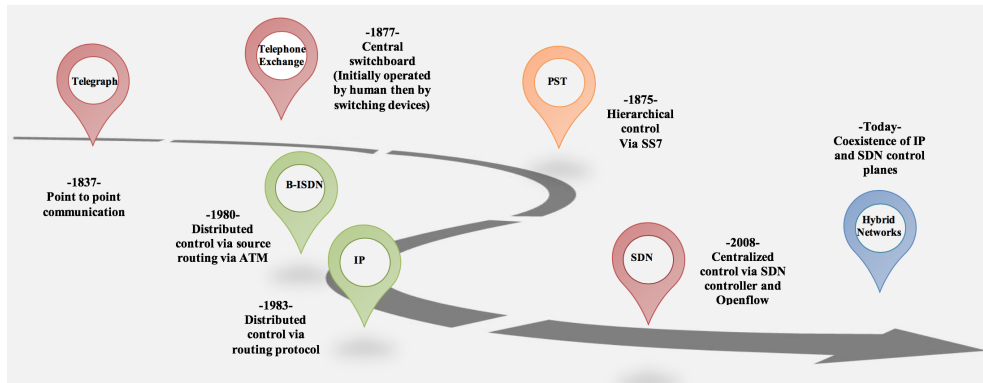 Telegraph
-1837-
Point to point
communication
Telephone
Exchange
-1877-
Central
switchboard
(Initially operated
by human then by
switching devices)
PST
-1875-
Hierarchical
control
Via SS7
B-ISDN
-1980-
Distributed
control via source
routing via ATM
IP
-1983-
Distributed
control via
routing protocol
SDN
-2008-
Centralized
control via SDN
controller and
Openflow
-Today-
Coexistence of IP
and SDN control
planes
Hybrid
Networks